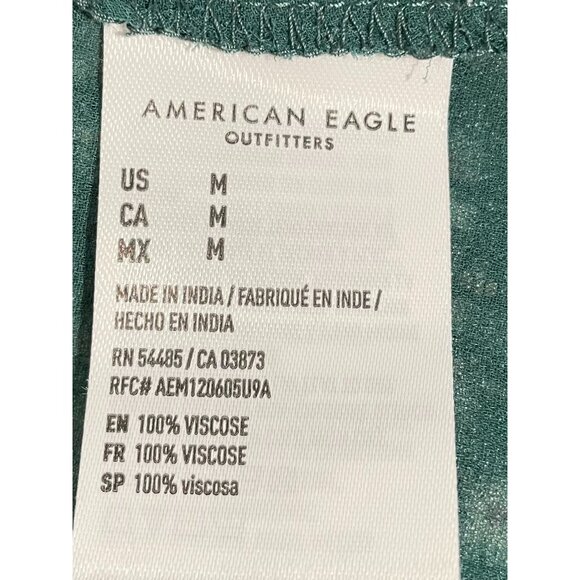 AMERICAN EAGLE
OUTFITTERS
US M
CA M
MX M
MADE IN INDIA / FABRIQUÉ EN INDE /
HECHO EN INDIA
RN 54485 / CA 03873
RFC# AEM120605U9A
EN 100% VISCOSE
FR 100% VISCOSE
SP 100% viscosa